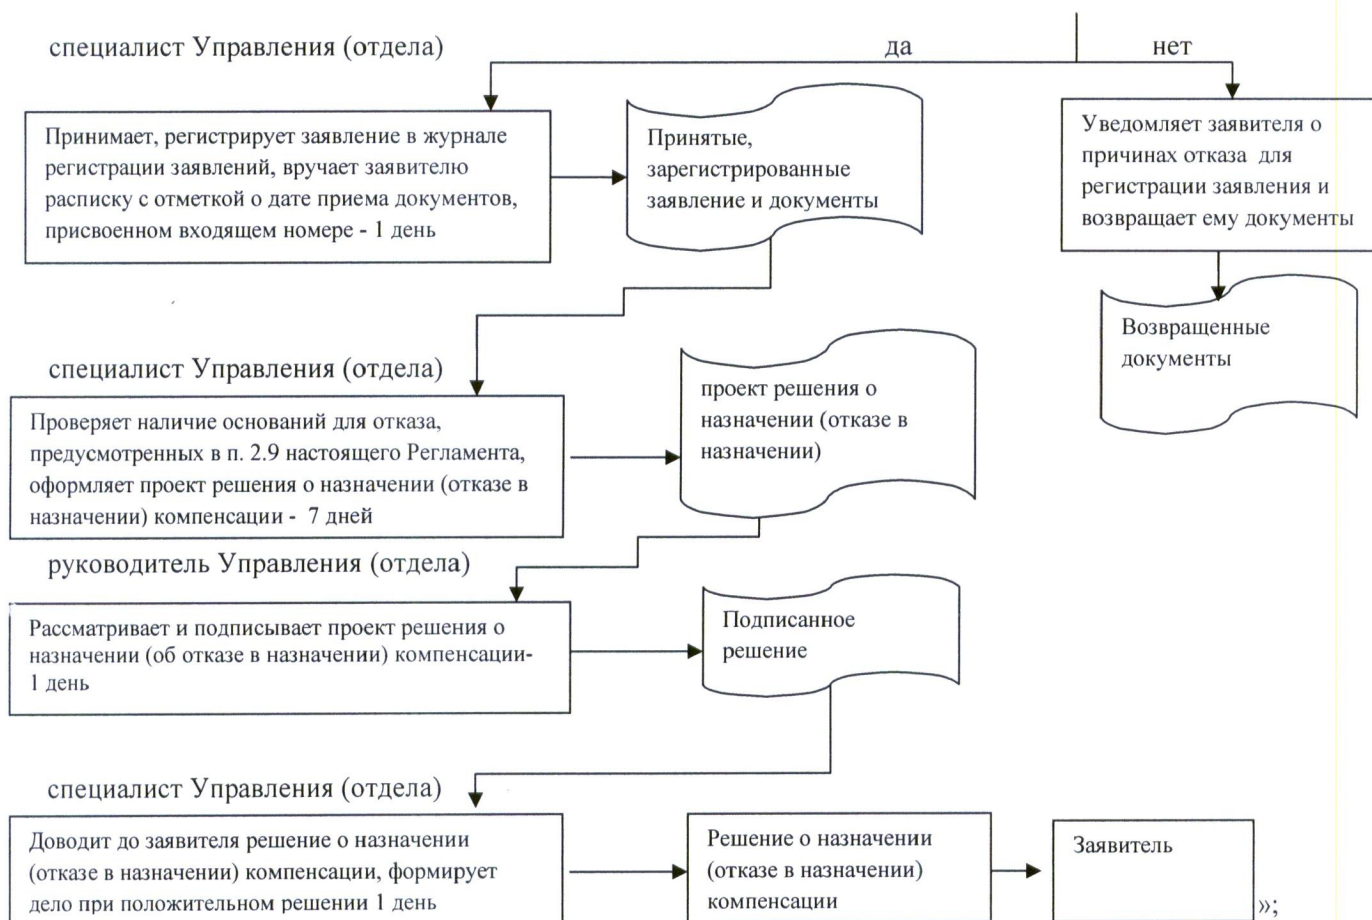 специалист Управления (отдела)
да
нет
Принимает, регистрирует заявление в журнале
регистрации заявлений, вручает заявителю
расписку с отметкой о дате приема документов,
присвоенном входящем номере - 1 день
Принятые,
зарегистрированные
заявление и документы
Уведомляет заявителя о
причинах отказа для
регистрации заявления и
возвращает ему документы
Возвращенные
документы
специалист Управления (отдела)
Проверяет наличие оснований для отказа,
предусмотренных в п. 2.9 настоящего Регламента,
оформляет проект решения о назначении (отказе в
назначении) компенсации - 7 дней
проект решения о
назначении (отказе в
назначении)
руководитель Управления (отдела)
Рассматривает и подписывает проект решения о
назначении (об отказе в назначении) компенсации-
1 день
Подписанное
решение
специалист Управления (отдела)
Доводит до заявителя решение о назначении
(отказе в назначении) компенсации, формирует
дело при положительном решении 1 день
Решение о назначении
(отказе в назначении)
компенсации
Заявитель
»;